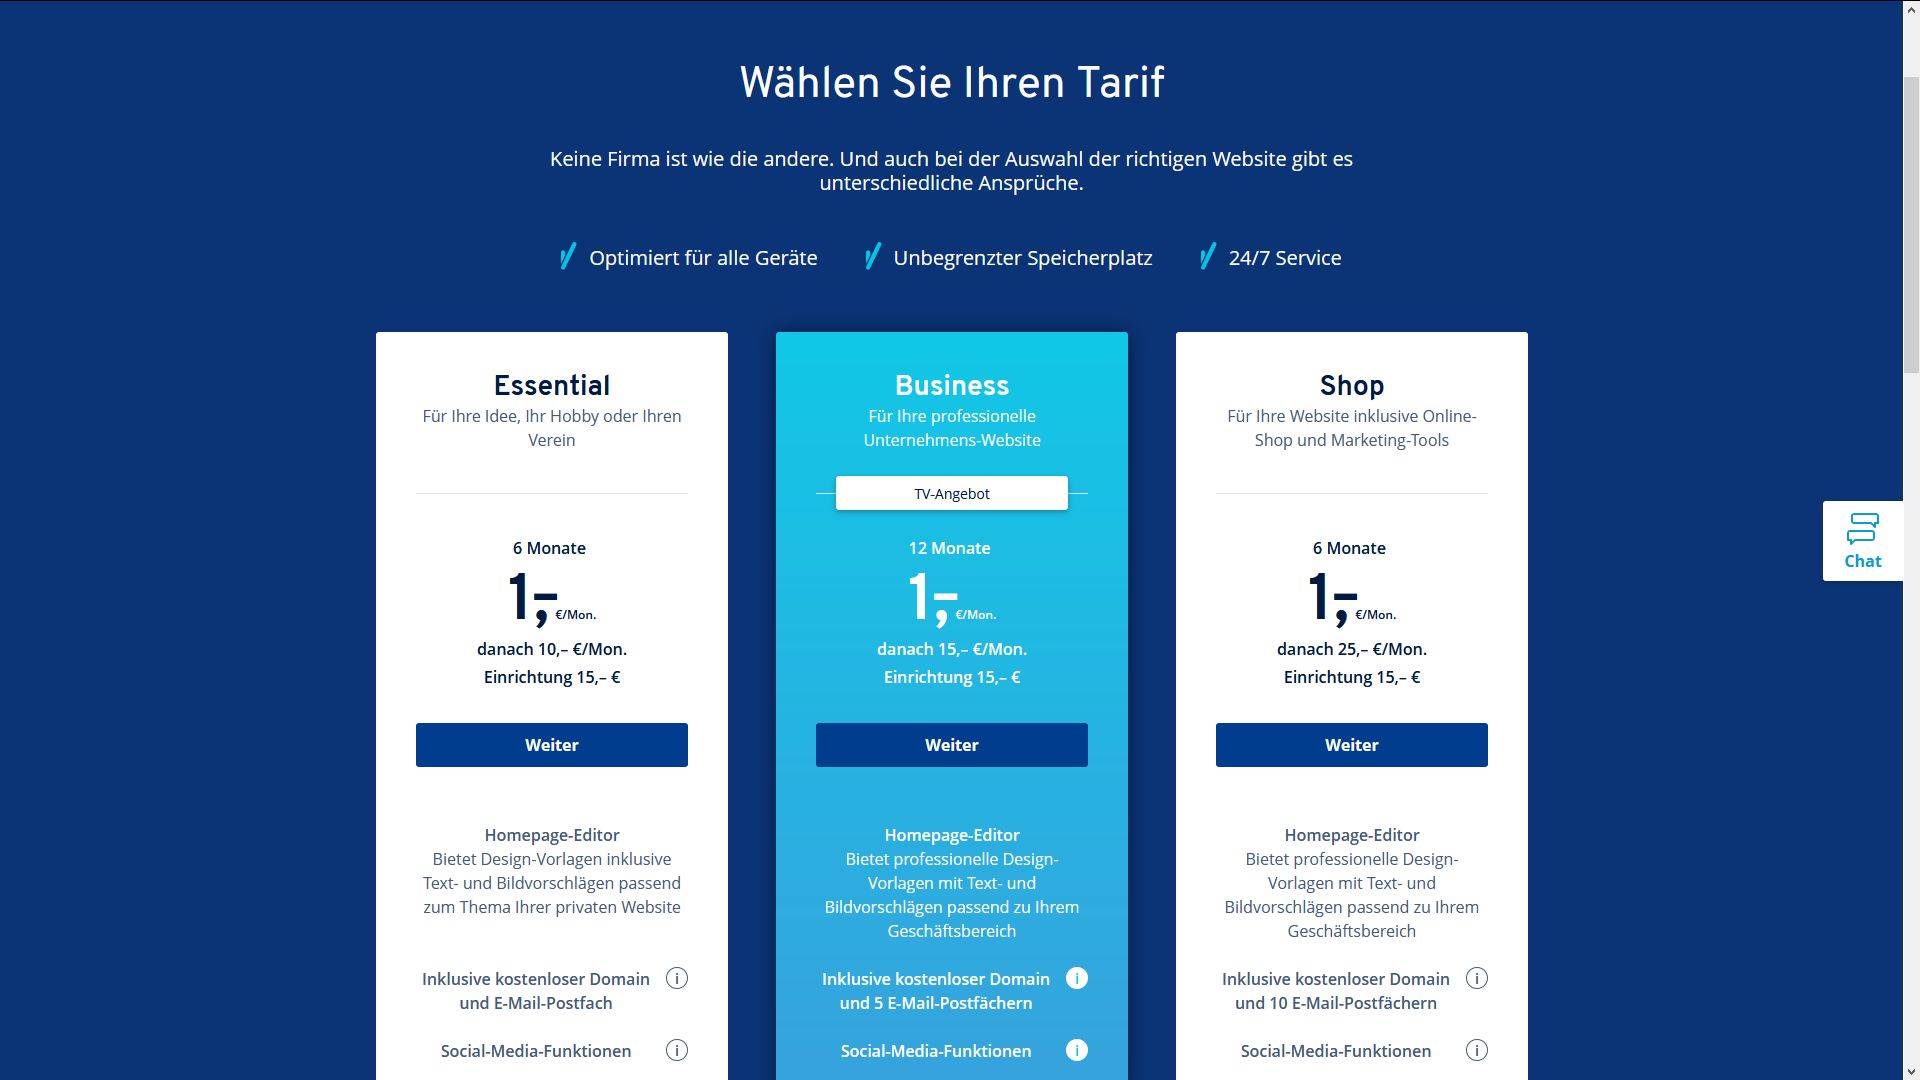 Wählen Sie Ihren Tarif
Keine Firma ist wie die andere. Und auch bei der Auswahl der richtigen Website gibt es
unterschiedliche Ansprüche.
Optimiert für alle Geräte
Unbegrenzter Speicherplatz
24/7 Service
Essential
Für Ihre Idee, Ihr Hobby oder Ihren
Verein
6 Monate
1,– €/Mon.
danach 10,– €/Mon.
Einrichtung 15,– €
Weiter
Homepage-Editor
Bietet Design-Vorlagen inklusive
Text- und Bildvorschlägen passend
zum Thema Ihrer privaten Website
Inklusive kostenloser Domain
und E-Mail-Postfach
Social-Media-Funktionen
Business
Für Ihre professionelle
Unternehmens-Website
TV-Angebot
12 Monate
1,– €/Mon.
danach 15,– €/Mon.
Einrichtung 15,– €
Weiter
Homepage-Editor
Bietet professionelle Design-
Vorlagen mit Text- und
Bildvorschlägen passend zu Ihrem
Geschäftsbereich
Inklusive kostenloser Domain
und 5 E-Mail-Postfächern
Social-Media-Funktionen
Shop
Für Ihre Website inklusive Online-
Shop und Marketing-Tools
6 Monate
1,– €/Mon.
danach 25,– €/Mon.
Einrichtung 15,– €
Weiter
Homepage-Editor
Bietet professionelle Design-
Vorlagen mit Text- und
Bildvorschlägen passend zu Ihrem
Geschäftsbereich
Inklusive kostenloser Domain
und 10 E-Mail-Postfächern
Social-Media-Funktionen
Chat